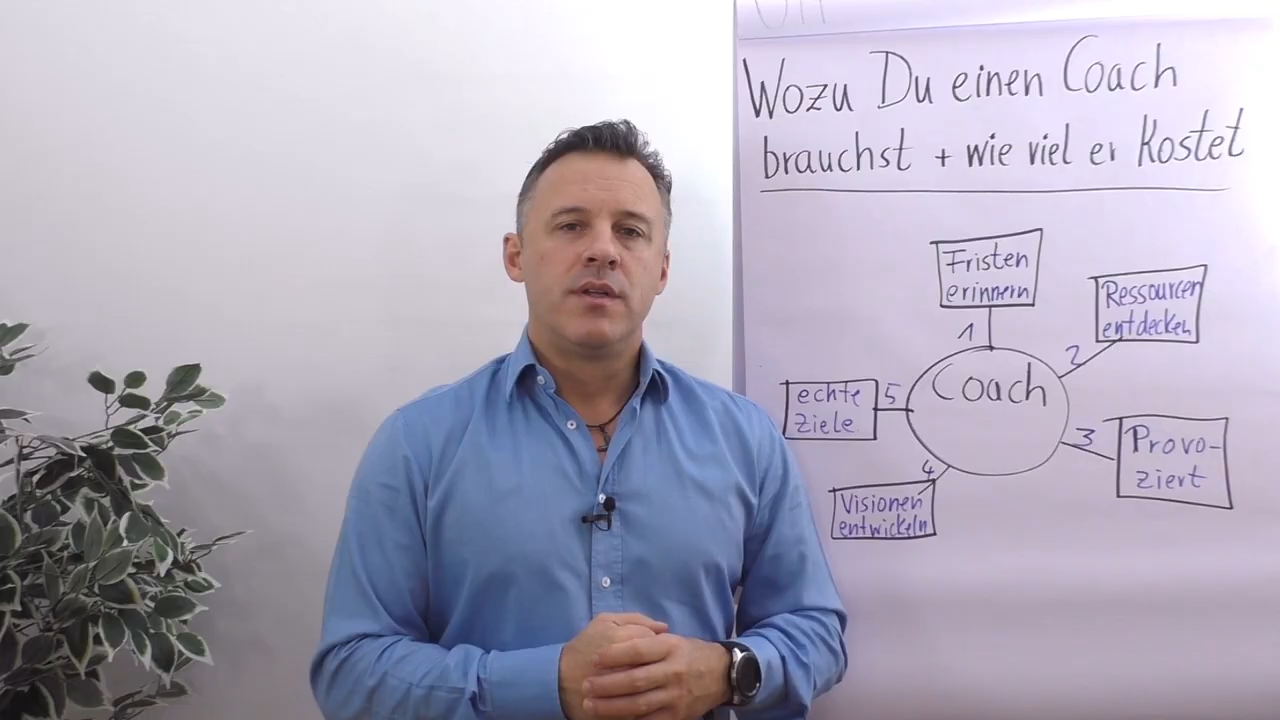 Wozu Du einen Coach
brauchst + wie viel er Kostet
Fristen
erinnern
1
Ressourcen
entdecken
2
Coach
echte
Ziele
5
3
Provo-
ziert
4
Visionen
entwickeln